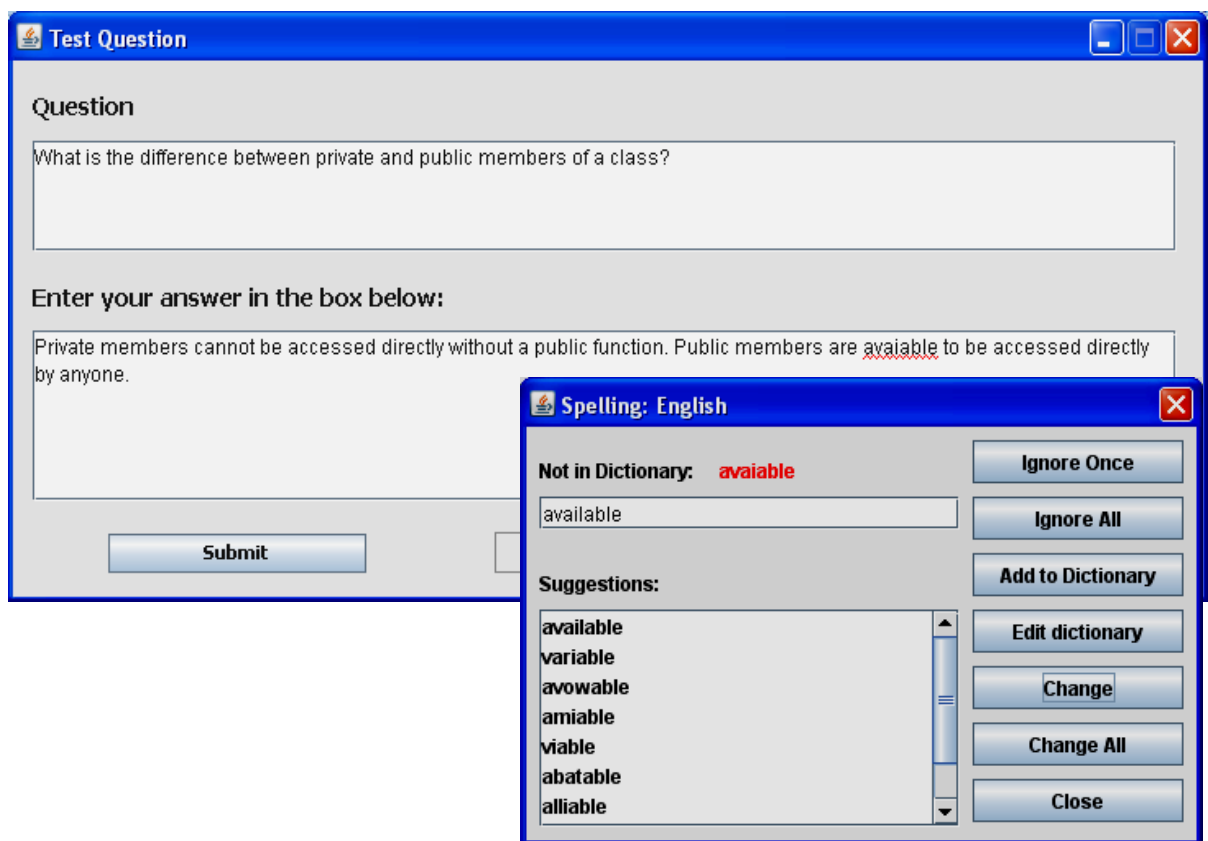 Test Question
Question
What is the difference between private and public members of a class?
Enter your answer in the box below:
Private members cannot be accessed directly without a public function. Public members are avaiable to be accessed directly
by anyone.
Submit
Spelling: English
Not in Dictionary: avaiable
available
Suggestions:
available
variable
avowable
amiable
viable
abatable
alliable
Ignore Once
Ignore All
Add to Dictionary
Edit dictionary
Change
Change All
Close